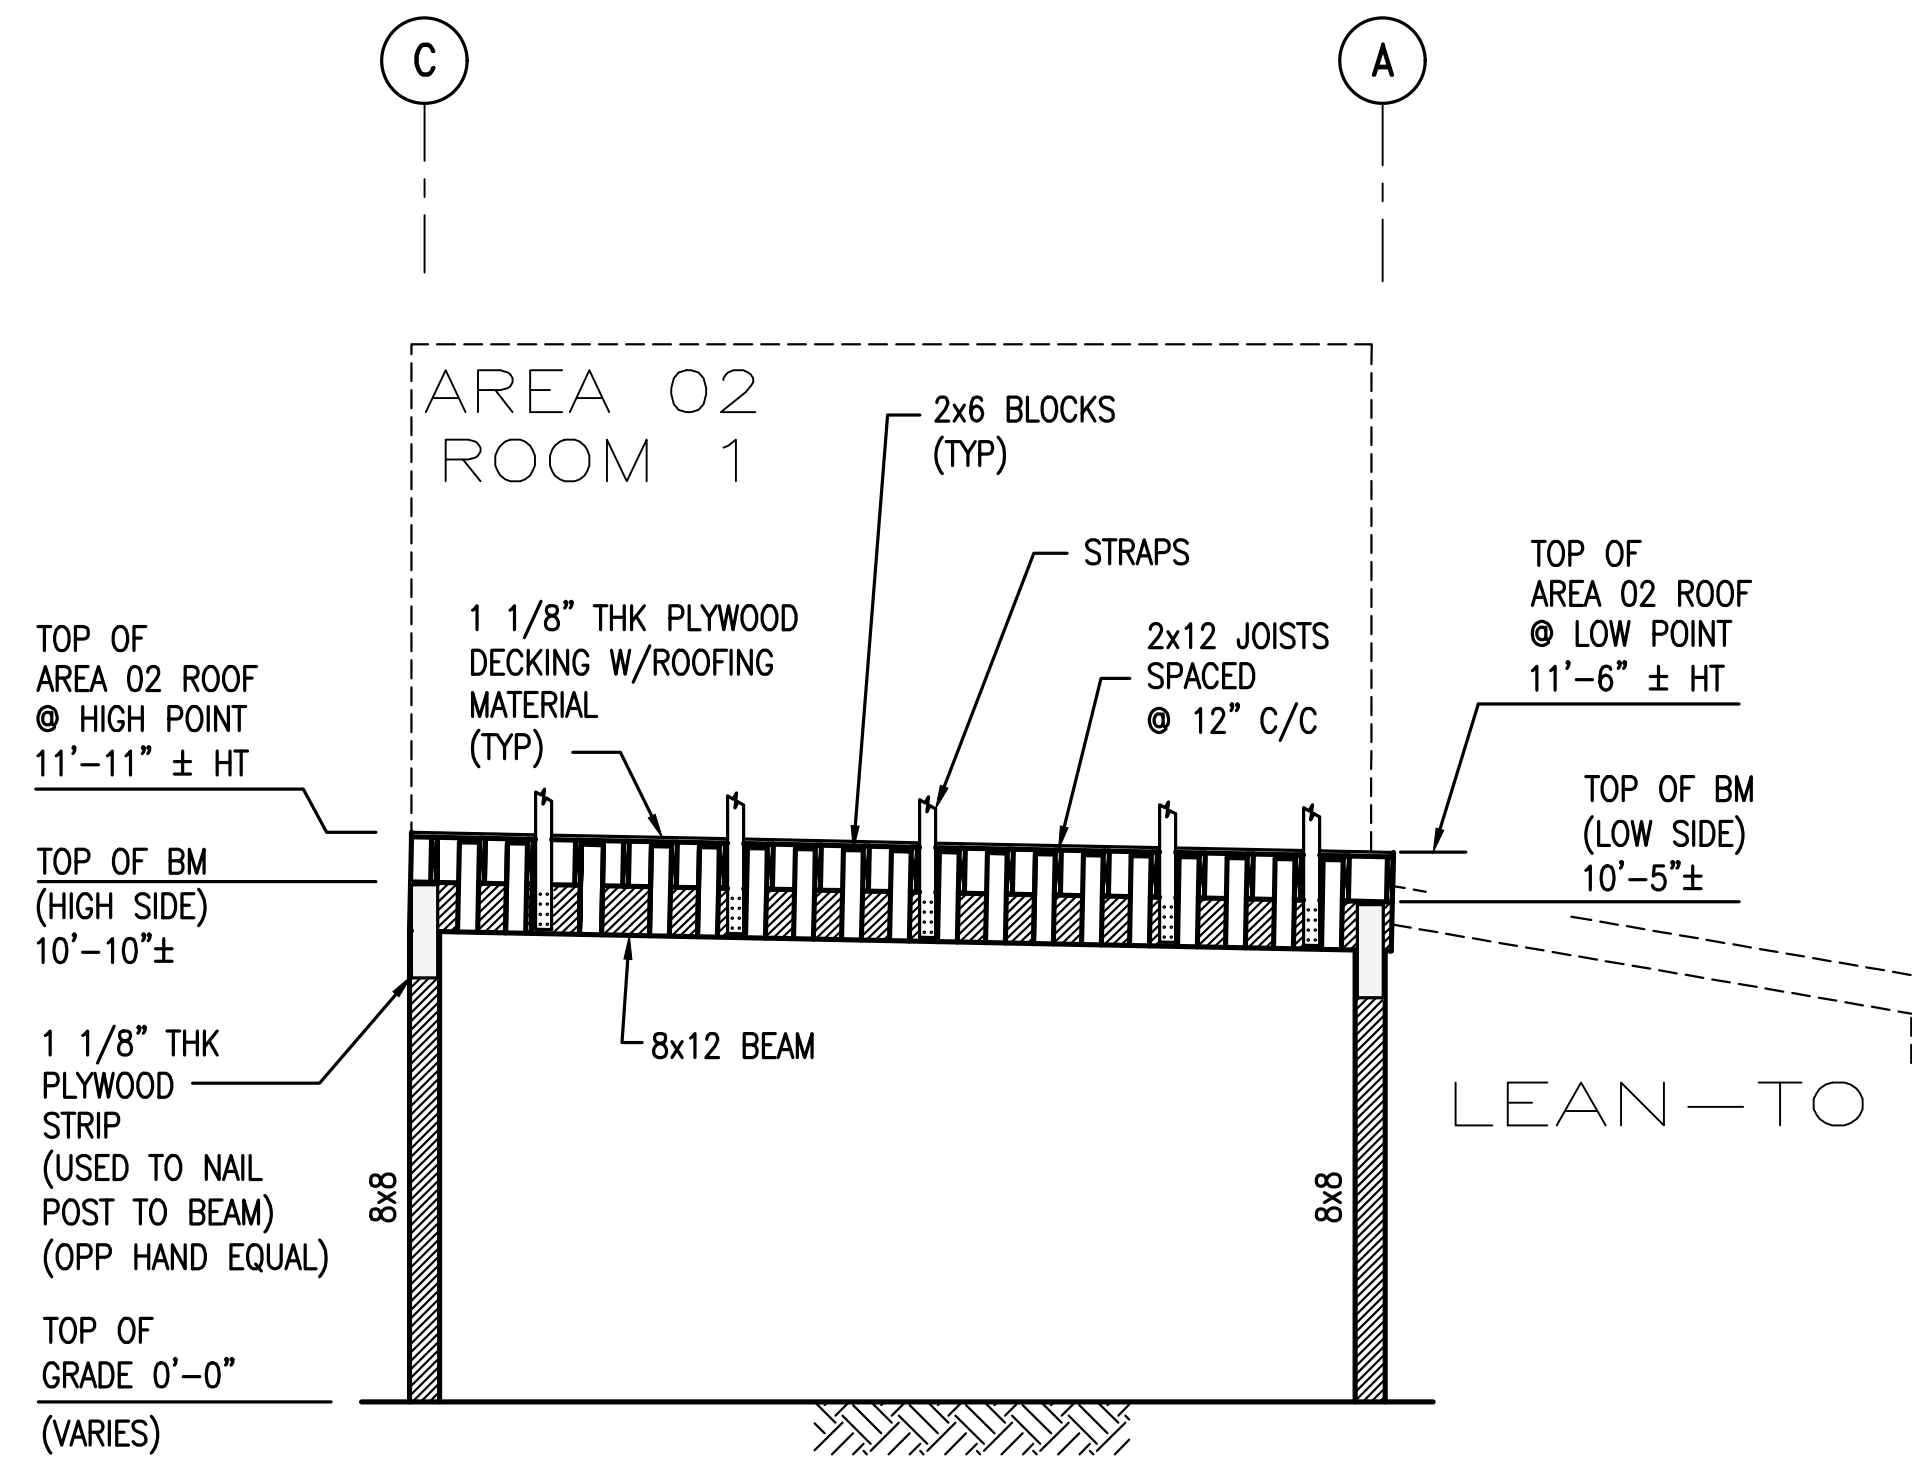 C
A
AREA 02
ROOM 1
2x6 BLOCKS
(TYP)
STRAPS
1 1/8” THK PLYWOOD
DECKING W/ROOFING
MATERIAL
(TYP)
2x12 JOISTS
SPACED
@ 12” C/C
TOP OF
AREA 02 ROOF
@ LOW POINT
11’-6” ± HT
TOP OF BM
(LOW SIDE)
10’-5”±
TOP OF
AREA 02 ROOF
@ HIGH POINT
11’-11” ± HT
TOP OF BM
(HIGH SIDE)
10’-10”±
1 1/8” THK
PLYWOOD
STRIP
(USED TO NAIL
POST TO BEAM)
(OPP HAND EQUAL)
8x12 BEAM
LEAN-TO
8x8
8x8
TOP OF
GRADE 0’-0”
(VARIES)